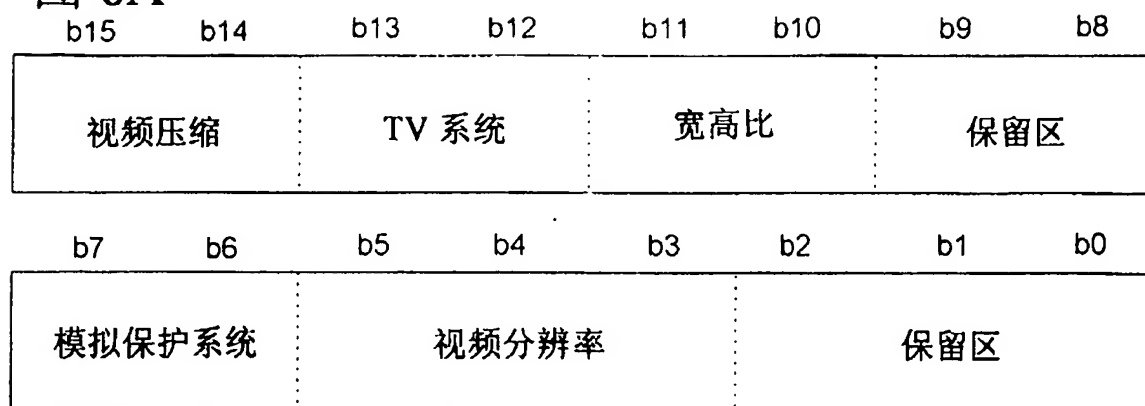 b15 b14 b13 b12 b11 b10 b9 b8
视频压缩 TV 系统 宽高比 保留区
b7 b6 b5 b4 b3 b2 b1 b0
模拟保护系统 视频分辨率 保留区